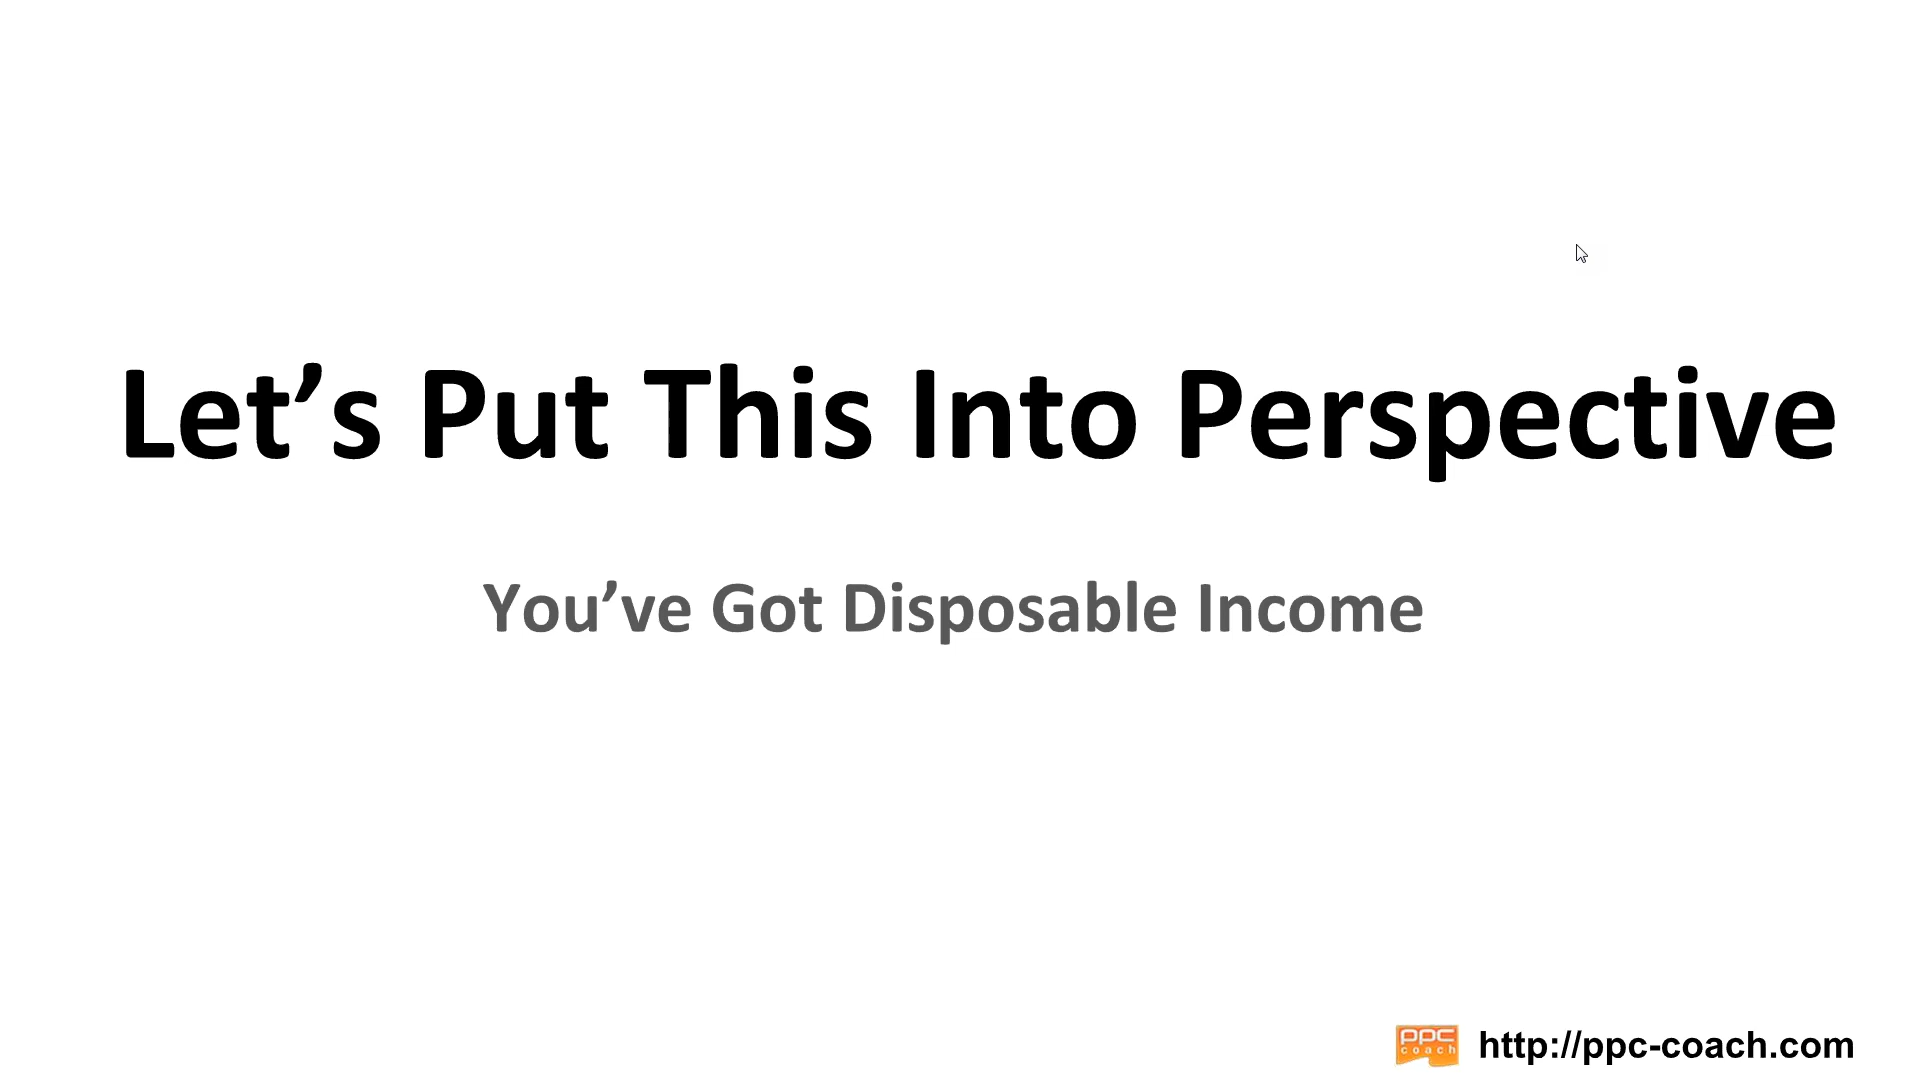 Let’s Put This Into Perspective
You’ve Got Disposable Income
ppc
coach
http://ppc-coach.com